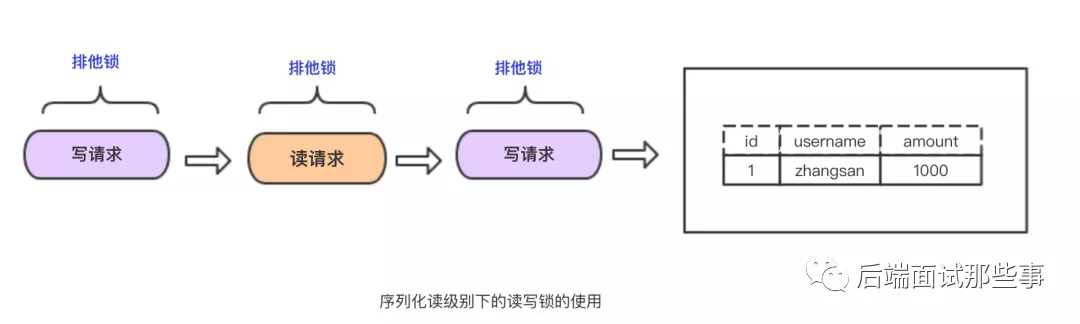 排他锁
排他锁
排他锁
写请求
读请求
写请求
id username amount
1 zhangsan 1000
后端面试那些事
序列化读级别下的读写锁的使用